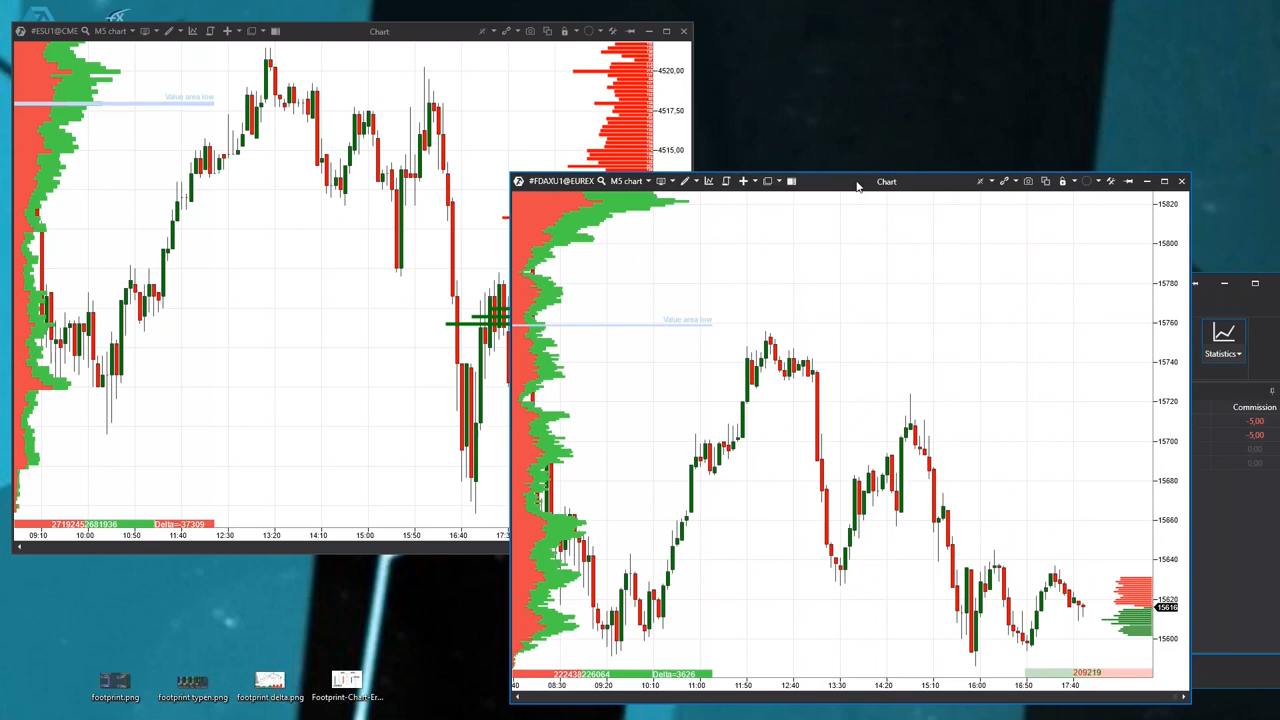 #ESU1@CME M5 chart Chart
4520,00
Value area low
4517,50
4515,00
27192452681936 Delta=-37309
09:10 10:00 10:50 11:40 12:30 13:20 14:10 15:00 15:50 16:40 17:3
#FDAXU1@EUREX M5 chart Chart
15820
15800
15780
Value area low
15760
15740
15720
15700
15680
15660
15640
15620
15616
15600
222438226064 Delta=3626
209219
40 08:30 09:20 10:10 11:00 11:50 12:40 13:30 14:20 15:10 16:00 16:50 17:40
Statistics
Commission
-5,00
-5,00
0,00
0,00
footprint.png
footprint typen.png
footprint delta.png
Footprint-Chart-Er...